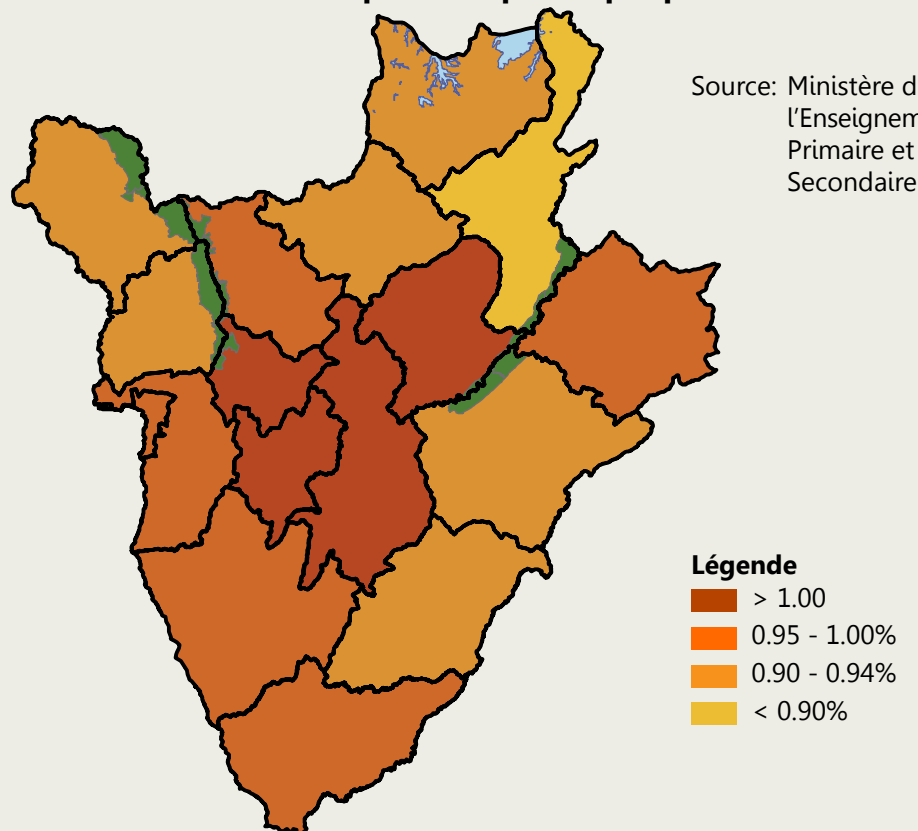 Source: Ministère d
l'Enseignem
Primaire et
Secondaire
Légende
> 1.00
0.95 - 1.00%
0.90 - 0.94%
< 0.90%